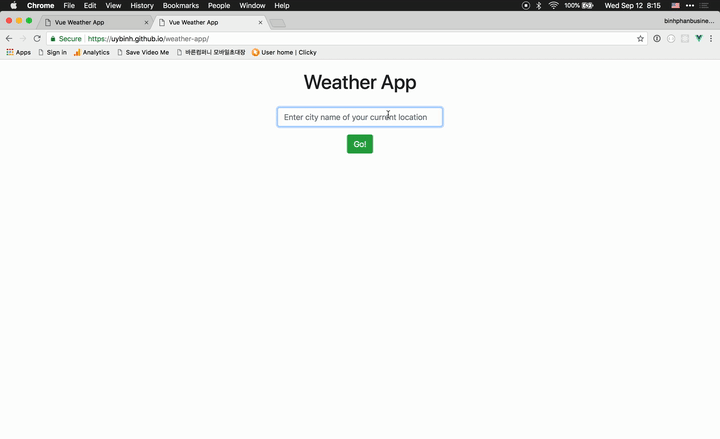 Chrome File Edit View History Bookmarks People Window Help 100% Wed Sep 12 8:15
Vue Weather App Vue Weather App binhphanbusine...
Secure https://uybinh.github.io/weather-app/
Apps Sign in Analytics Save Video Me 바른컴퍼니 모바일초대장 User home | Clicky
Weather App
Enter city name of your current location
Go!